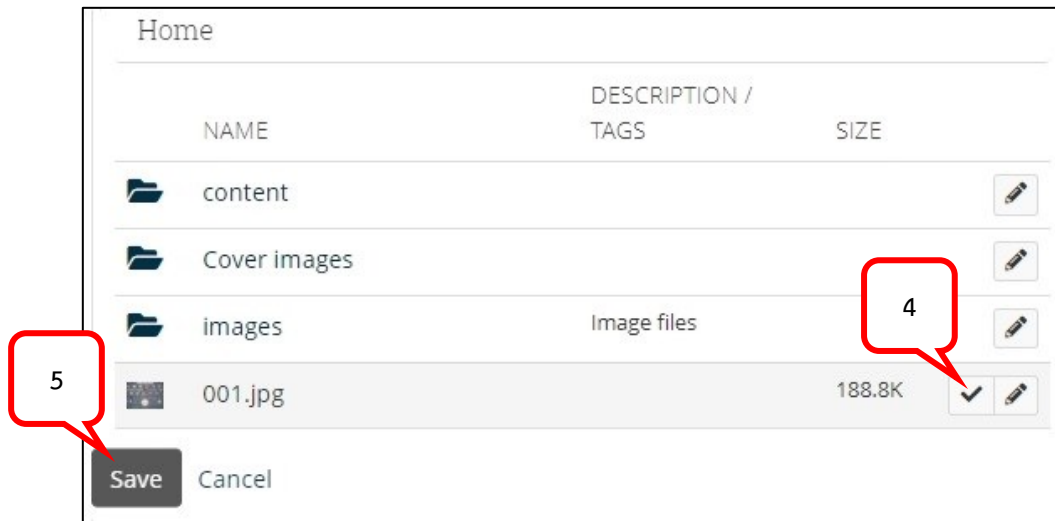 Home
DESCRIPTION /
NAME TAGS SIZE
content
Cover images
4
images Image files
5
001.jpg 188.8K
Save Cancel